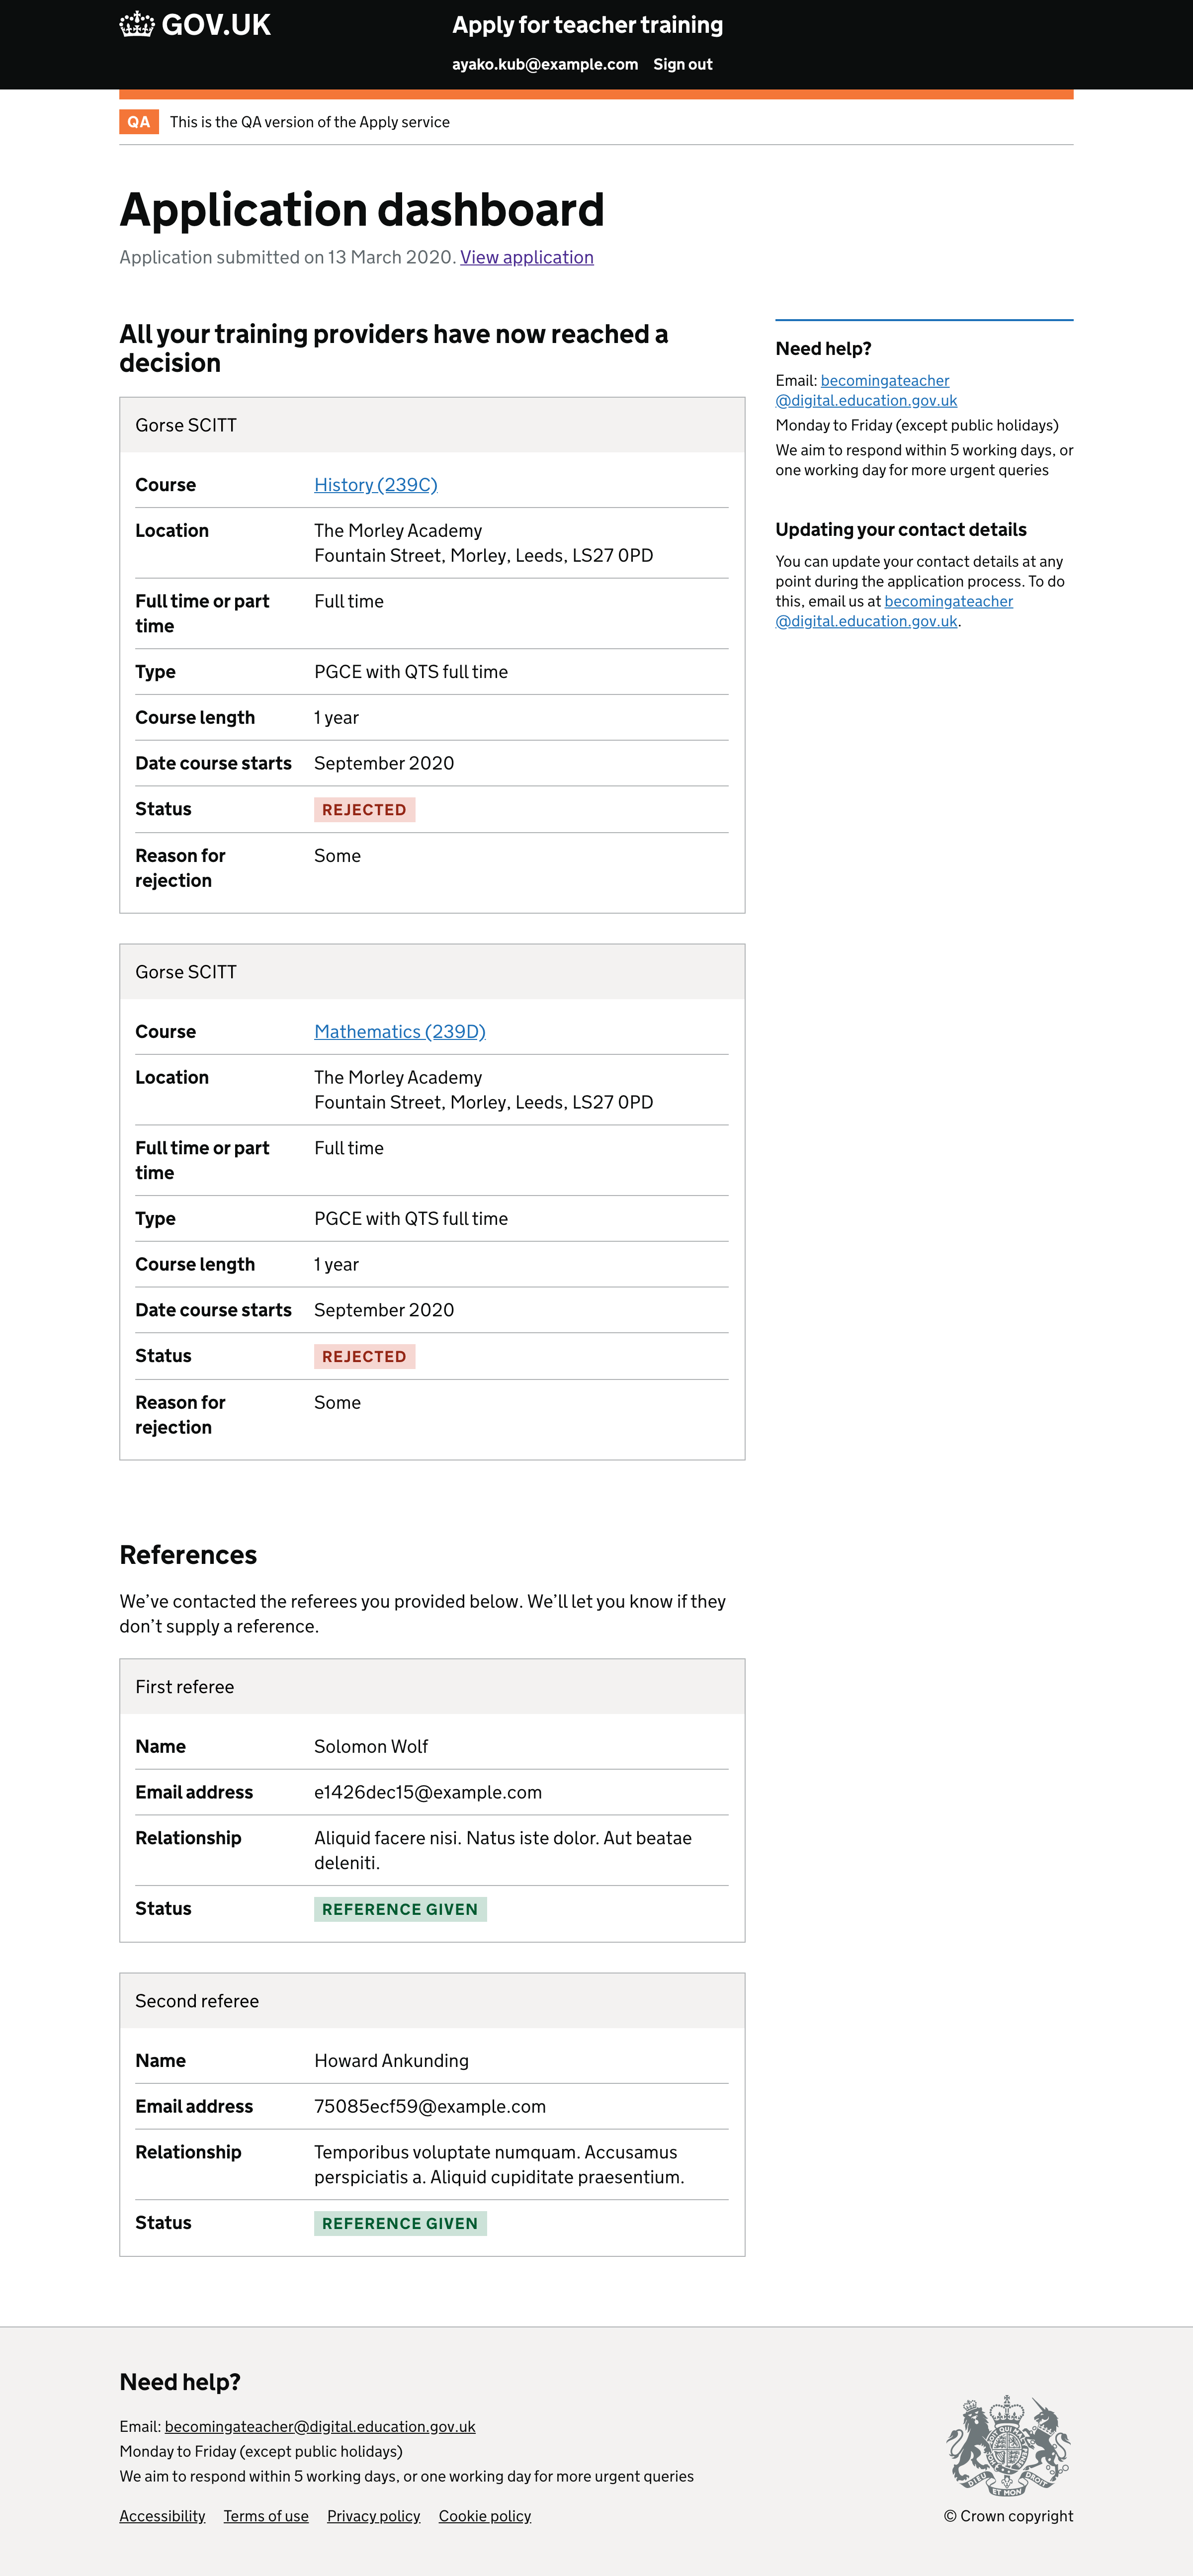 GOV.UK
Apply for teacher training
ayako.kub@example.com Sign out
QA This is the QA version of the Apply service
Application dashboard
Application submitted on 13 March 2020. View application
All your training providers have now reached a
decision
Gorse SCITT
Course History (239C)
Location The Morley Academy
Fountain Street, Morley, Leeds, LS27 0PD
Full time or part Full time
time
Type PGCE with QTS full time
Course length 1 year
Date course starts September 2020
Status REJECTED
Reason for Some
rejection
Gorse SCITT
Course Mathematics (239D)
Location The Morley Academy
Fountain Street, Morley, Leeds, LS27 0PD
Full time or part Full time
time
Type PGCE with QTS full time
Course length 1 year
Date course starts September 2020
Status REJECTED
Reason for Some
rejection
References
We’ve contacted the referees you provided below. We’ll let you know if they
don’t supply a reference.
First referee
Name Solomon Wolf
Email address e1426dec15@example.com
Relationship Aliquid facere nisi. Natus iste dolor. Aut beatae
deleniti.
Status REFERENCE GIVEN
Second referee
Name Howard Ankunding
Email address 75085ecf59@example.com
Relationship Temporibus voluptate numquam. Accusamus
perspiciatis a. Aliquid cupiditate praesentium.
Status REFERENCE GIVEN
Need help?
Email: becomingateacher
@digital.education.gov.uk
Monday to Friday (except public holidays)
We aim to respond within 5 working days, or
one working day for more urgent queries
Updating your contact details
You can update your contact details at any
point during the application process. To do
this, email us at becomingateacher
@digital.education.gov.uk.
Need help?
Email: becomingateacher@digital.education.gov.uk
Monday to Friday (except public holidays)
We aim to respond within 5 working days, or one working day for more urgent queries
Accessibility Terms of use Privacy policy Cookie policy
DIEU ET MON DROIT
© Crown copyright